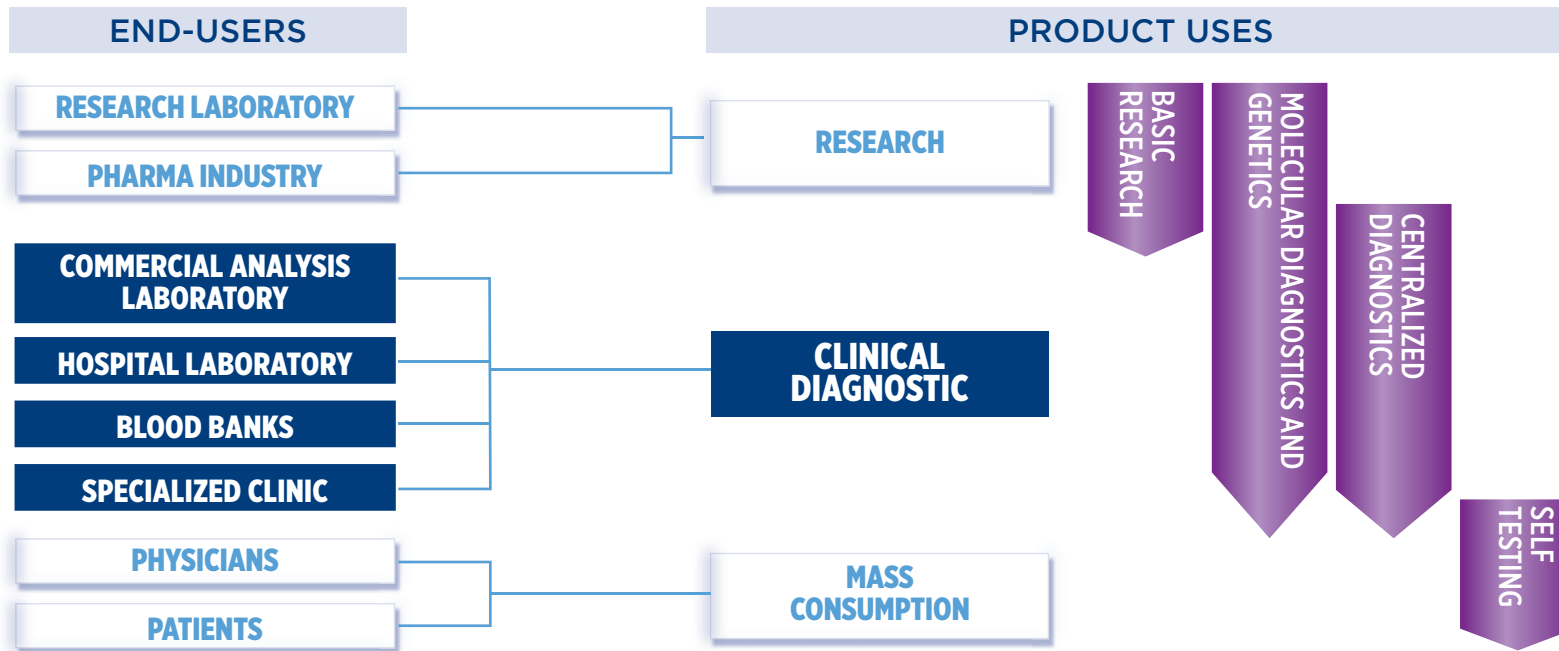 END-USERS
PRODUCT USES
RESEARCH LABORATORY
PHARMA INDUSTRY
COMMERCIAL ANALYSIS
LABORATORY
HOSPITAL LABORATORY
BLOOD BANKS
SPECIALIZED CLINIC
PHYSICIANS
PATIENTS
RESEARCH
CLINICAL
DIAGNOSTIC
MASS
CONSUMPTION
BASIC
RESEARCH
MOLECULAR DIAGNOSTICS AND
GENETICS
CENTRALIZED
DIAGNOSTICS
SELF
TESTING